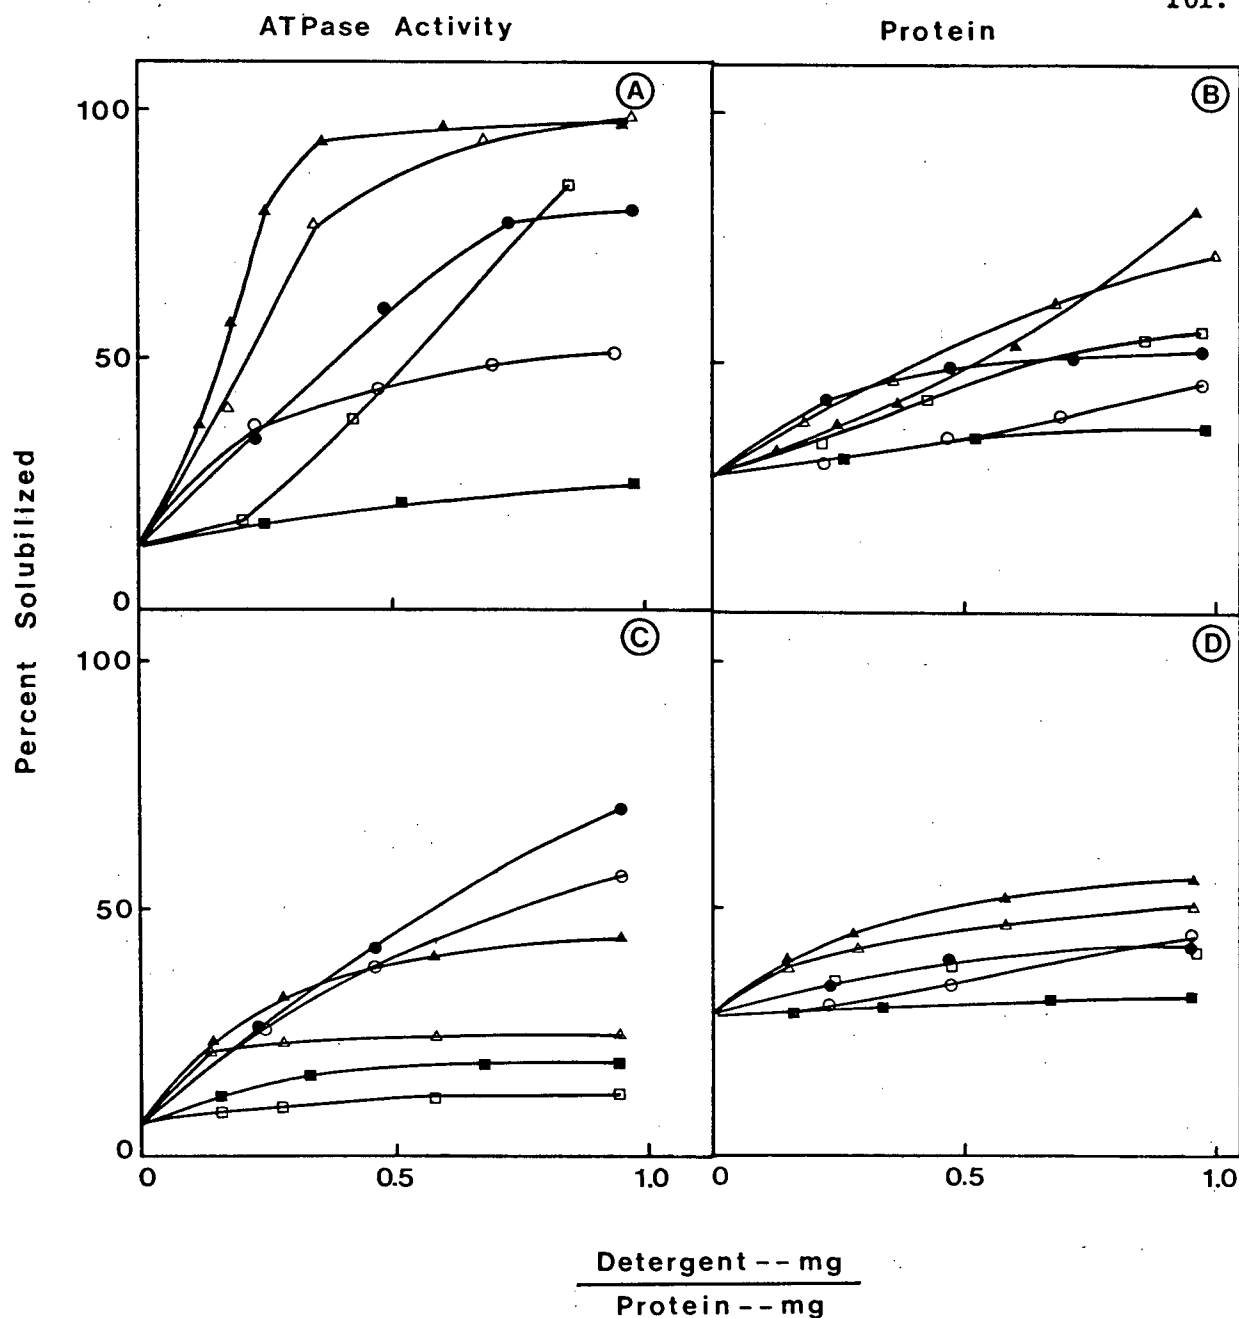 ATPase Activity
Protein
A
B
100
50
0
C
D
100
50
0
0
0.5
1.0
0
0.5
1.0
Percent Solubilized
Detergent -- mg
Protein -- mg